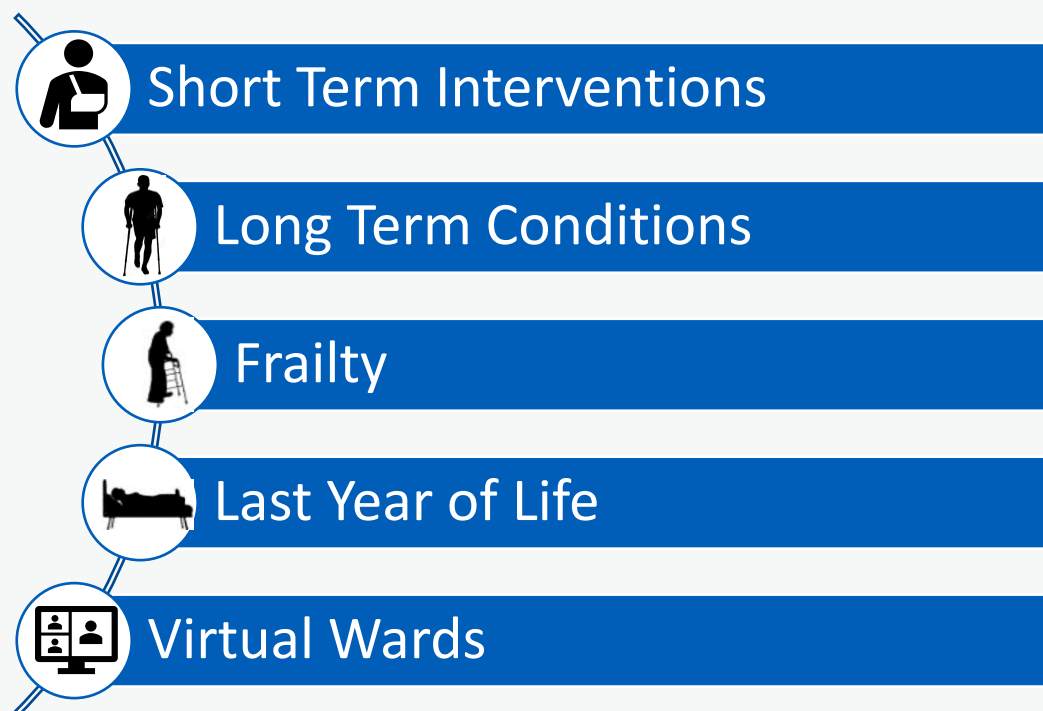 Short Term Interventions
Long Term Conditions
Frailty
Last Year of Life
Virtual Wards